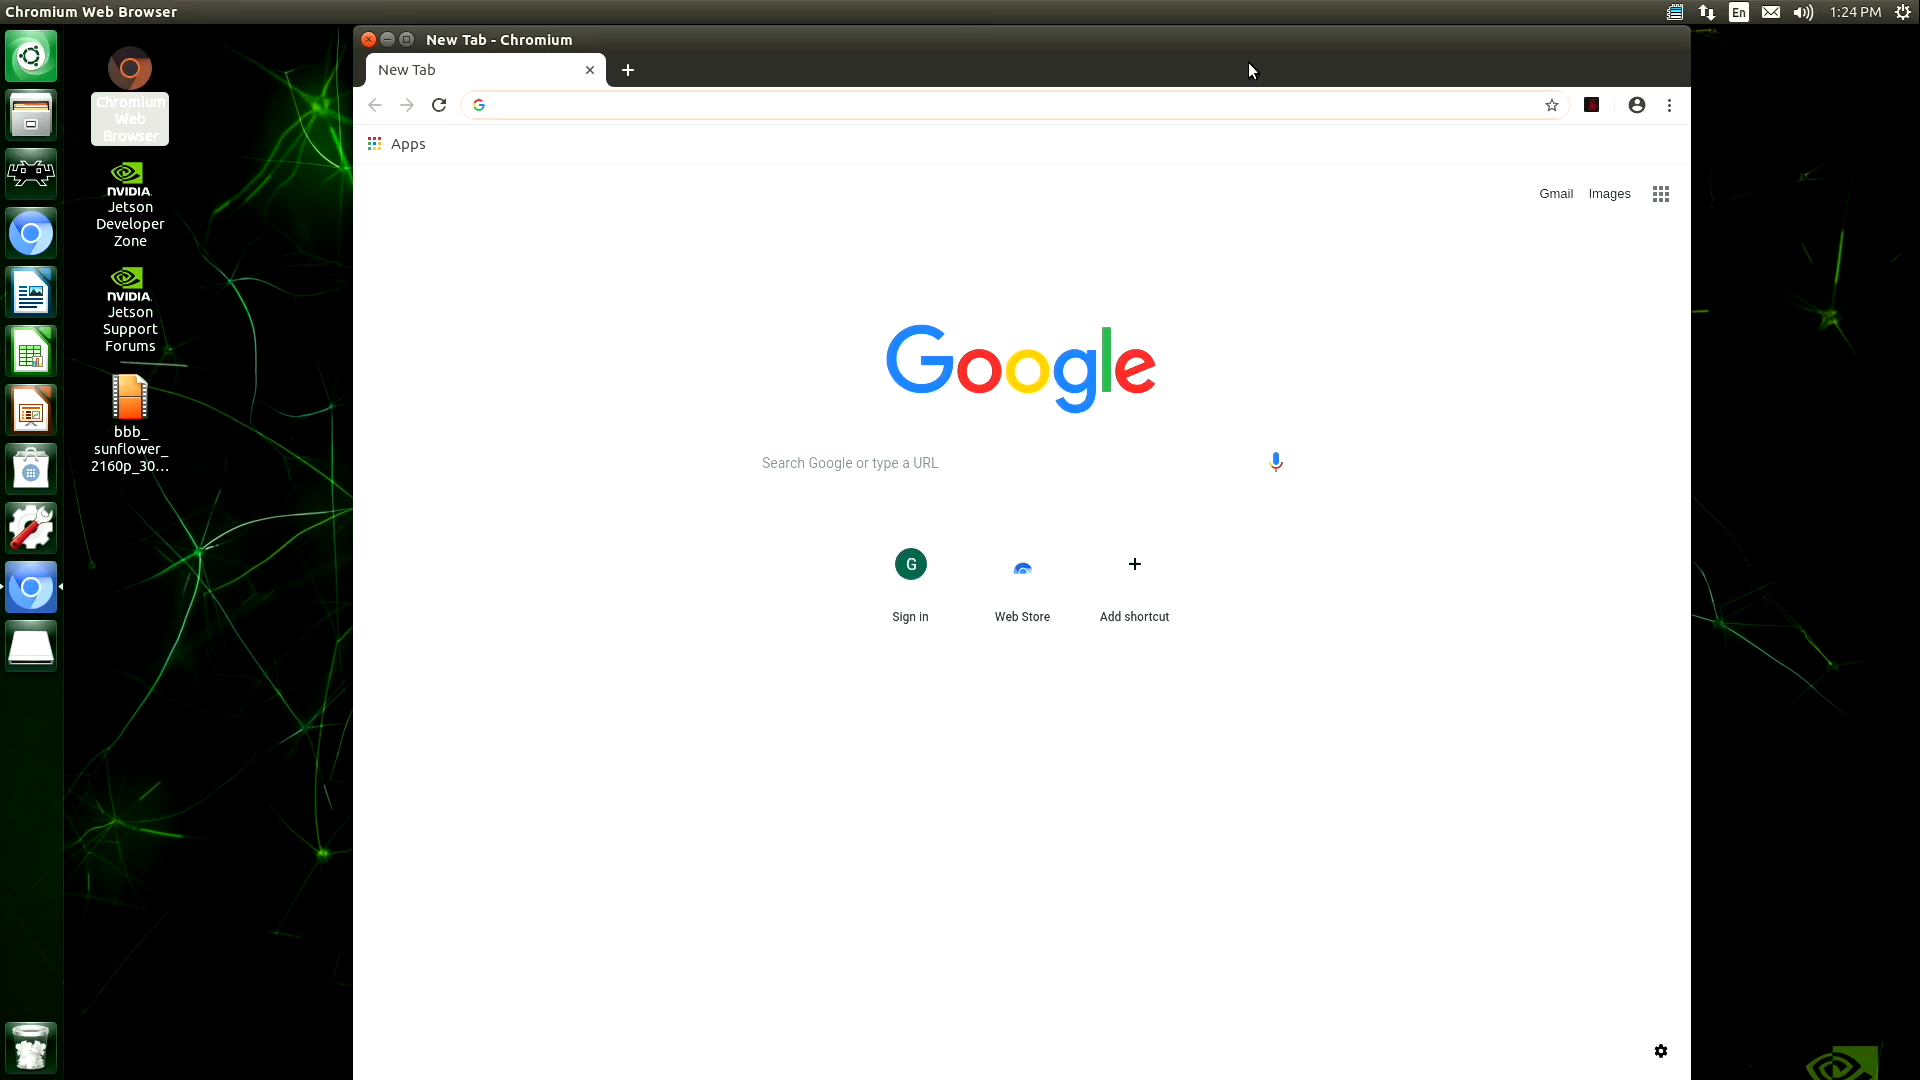 Chromium Web Browser
En
1:24 PM
New Tab - Chromium
New Tab
Apps
Gmail
Images
Google
Search Google or type a URL
G
Sign in
Web Store
Add shortcut
Chromium
Web
Browser
NVIDIA.
Jetson
Developer
Zone
NVIDIA.
Jetson
Support
Forums
bbb_
sunflower_
2160p_30...